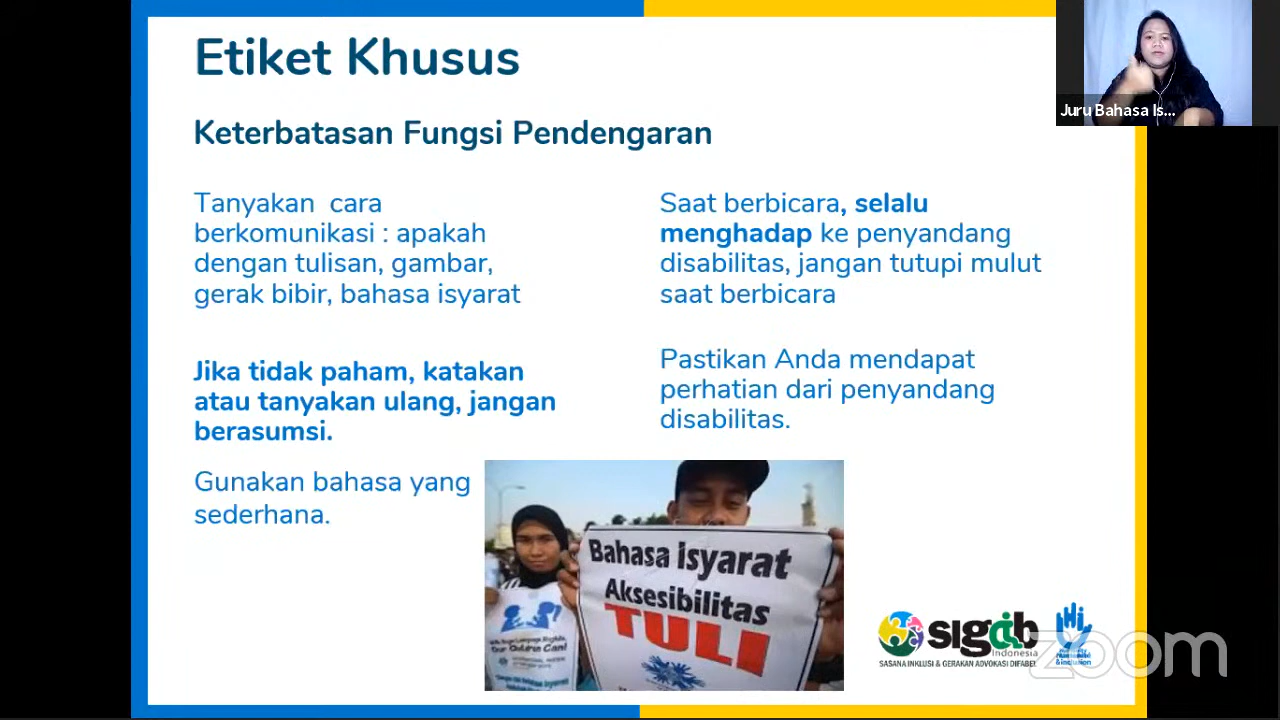 Etiket Khusus
Keterbatasan Fungsi Pendengaran
Tanyakan cara
berkomunikasi : apakah
dengan tulisan, gambar,
gerak bibir, bahasa isyarat
Jika tidak paham, katakan
atau tanyakan ulang, jangan
berasumsi.
Gunakan bahasa yang
sederhana.
Saat berbicara, selalu
menghadap ke penyandang
disabilitas, jangan tutupi mulut
saat berbicara
Pastikan Anda mendapat
perhatian dari penyandang
disabilitas.
Juru Bahasa Is...
Bahasa isyarat
Aksesibilitas
TULI
Our Children Can!
sigab
Indonesia
SASANA INKLUSI & GERAKAN ADVOKASI DIFABEL
zoom